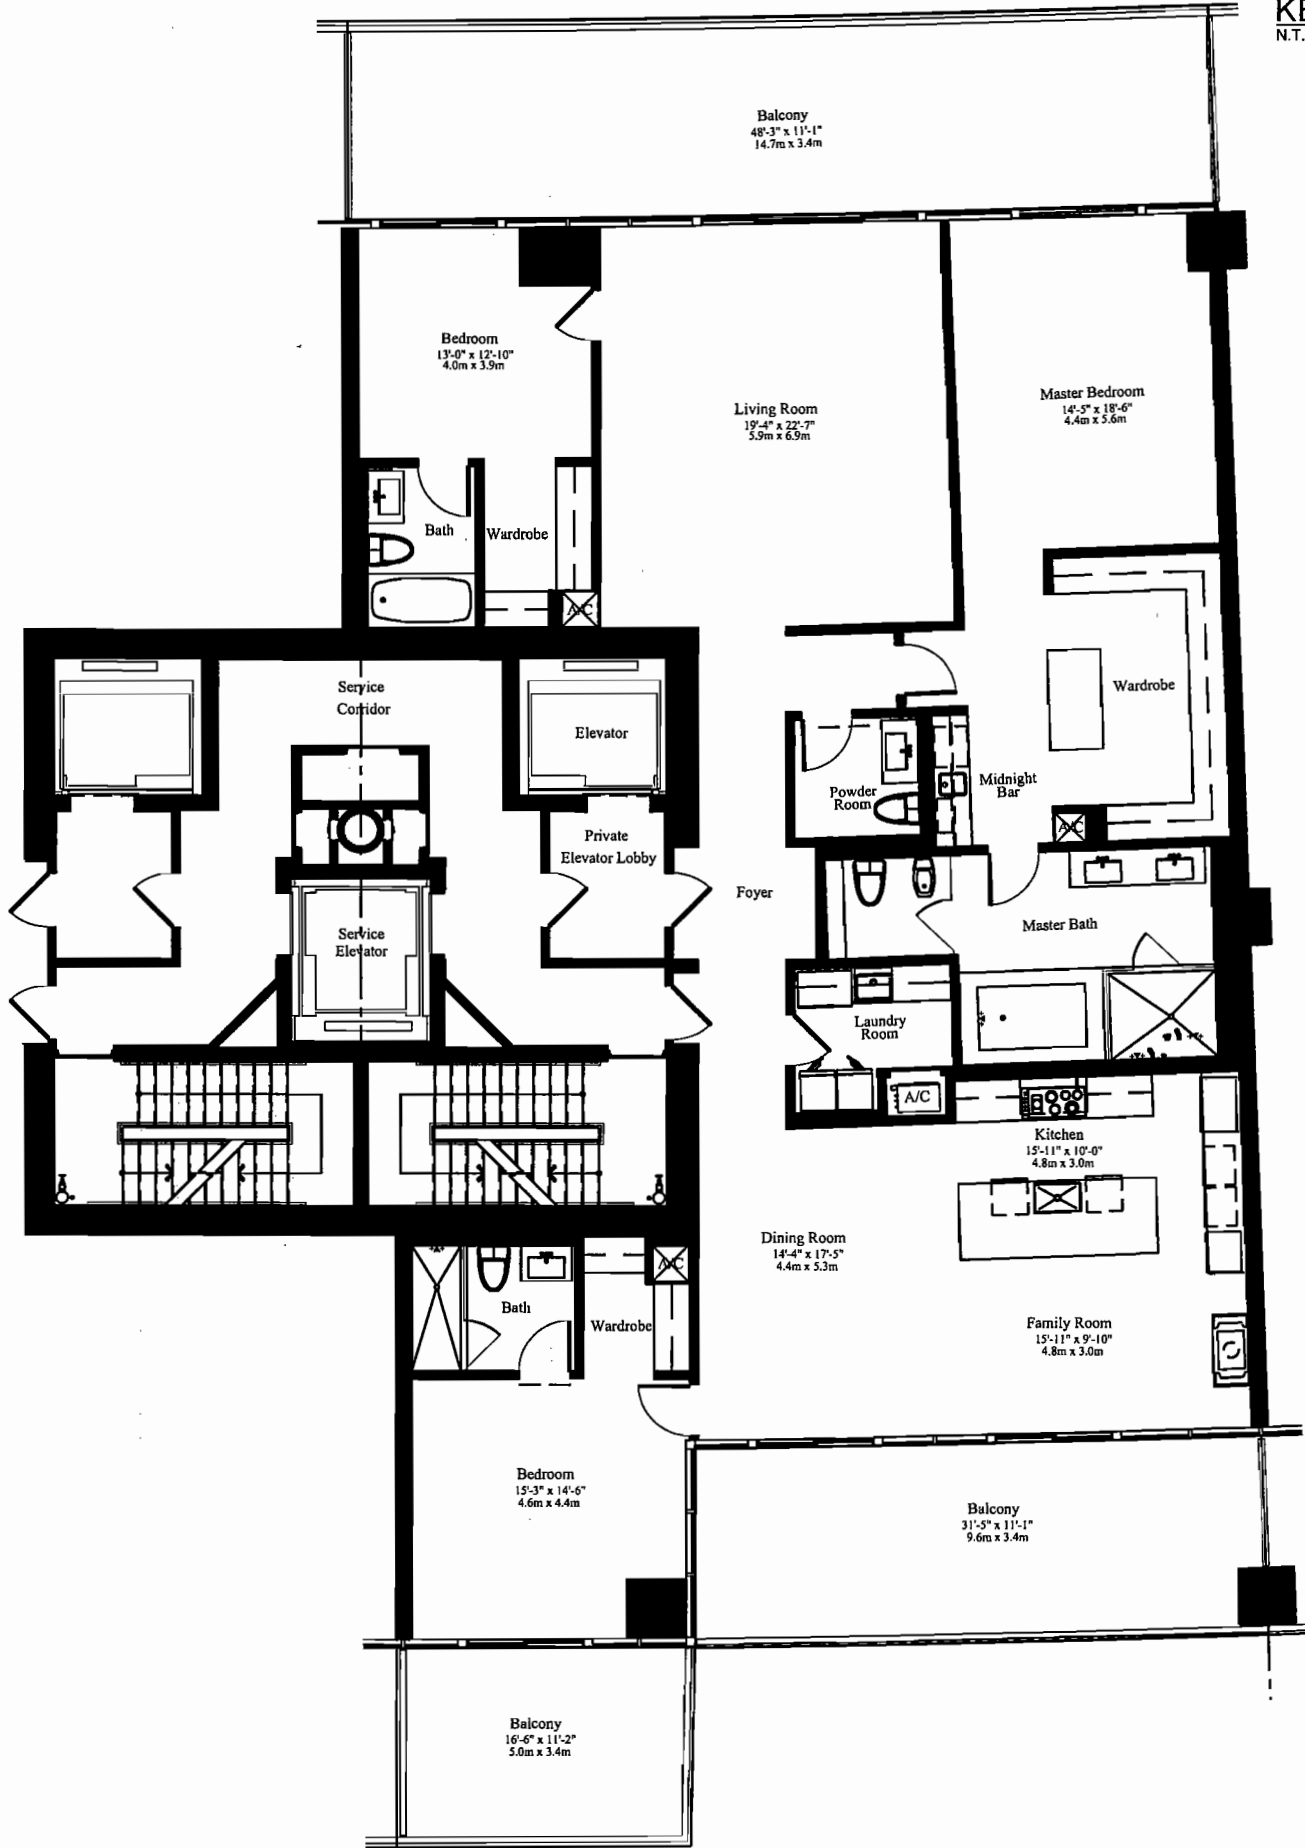 N.T.
Balcony
48'-3" x 11'-1"
14.7m x 3.4m
Bedroom
13'-0" x 12'-10"
4.0m x 3.9m
Living Room
19'-4" x 22'-7"
5.9m x 6.9m
Master Bedroom
14'-5" x 18'-6"
4.4m x 5.6m
Bath
Wardrobe
A/C
Service
Corridor
Elevator
Wardrobe
Powder
Room
Midnight
Bar
A/C
Private
Elevator Lobby
Foyer
Service
Elevator
Master Bath
Laundry
Room
A/C
Kitchen
15'-11" x 10'-0"
4.8m x 3.0m
Dining Room
14'-4" x 17'-5"
4.4m x 5.3m
A/C
Bath
Wardrobe
Family Room
15'-11" x 9'-10"
4.8m x 3.0m
Bedroom
15'-3" x 14'-6"
4.6m x 4.4m
Balcony
31'-5" x 11'-1"
9.6m x 3.4m
Balcony
16'-6" x 11'-2"
5.0m x 3.4m